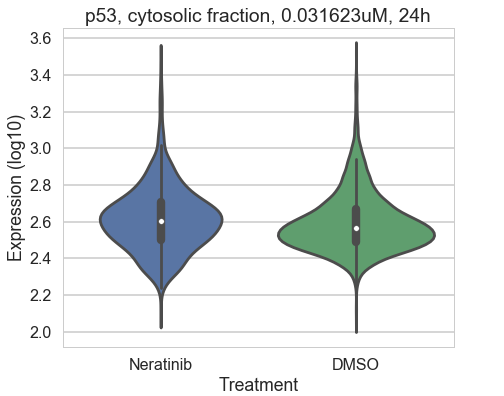 p53, cytosolic fraction, 0.031623uM, 24h
3.6
3.4
3.2
3.0
2.8
2.6
2.4
2.2
2.0
Expression (log10)
Neratinib
DMSO
Treatment